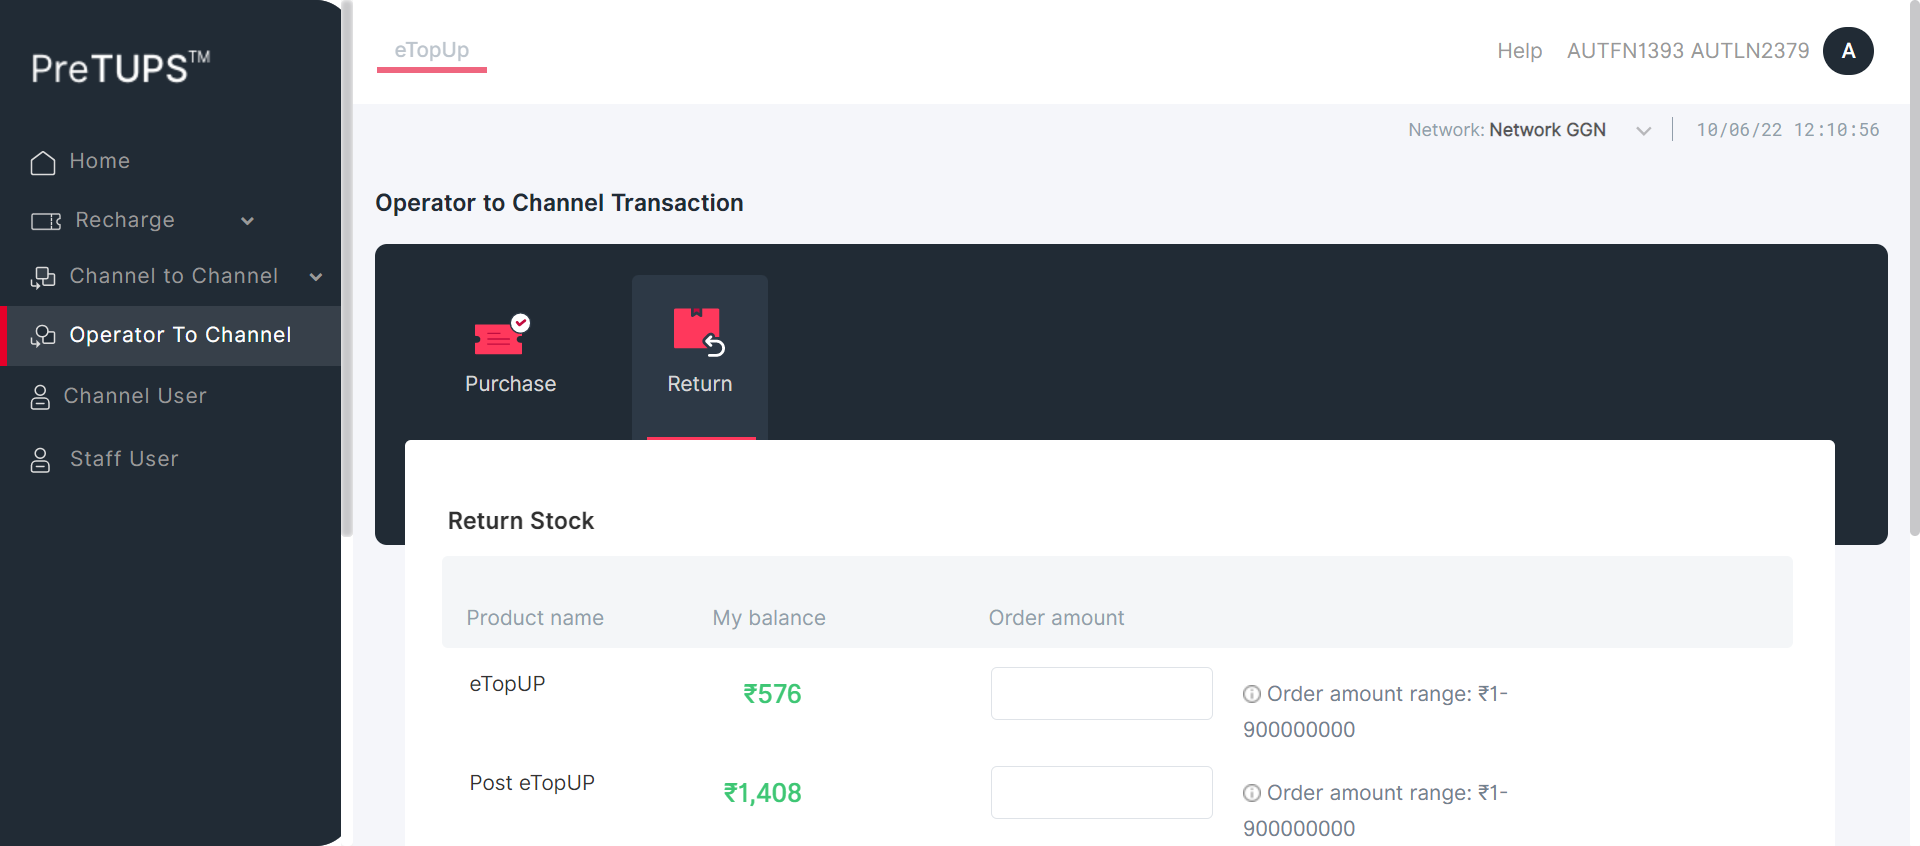 PreTUPS™
eTopUp
Help AUTFN1393 AUTLN2379 A
Network: Network GGN 10/06/22 12:10:56
Home
Recharge
Channel to Channel
Operator To Channel
Channel User
Staff User
Operator to Channel Transaction
Purchase Return
Return Stock
Product name My balance Order amount
eTopUP ₹576 Order amount range: ₹1-
900000000
Post eTopUP ₹1,408 Order amount range: ₹1-
900000000